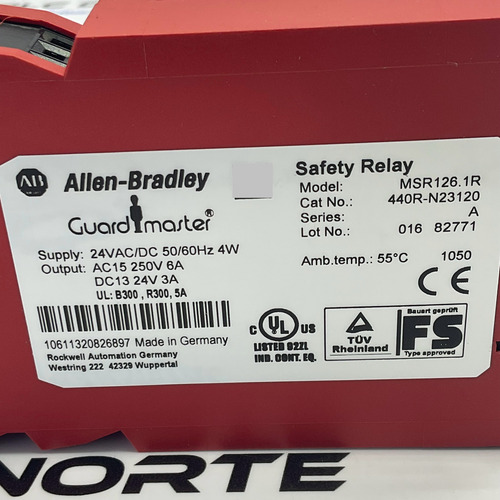 AB Allen-Bradley
Guardmaster®
Supply: 24VAC/DC 50/60Hz 4W
Output: AC15 250V 6A
DC13 24V 3A
UL: B300 , R300, 5A
10611320826897 Made in Germany
Rockwell Automation Germany
Westring 222 42329 Wuppertal
Safety Relay
Model: MSR126.1R
Cat No.: 440R-N23120
Series: A
Lot No.: 016 82771
Amb.temp.: 55°C 1050
CE
C UL US
LISTED 82ZL
IND. CONT. EQ.
TÜV
Rheinland
Bauart geprüft
FS
Type approved
NORTE